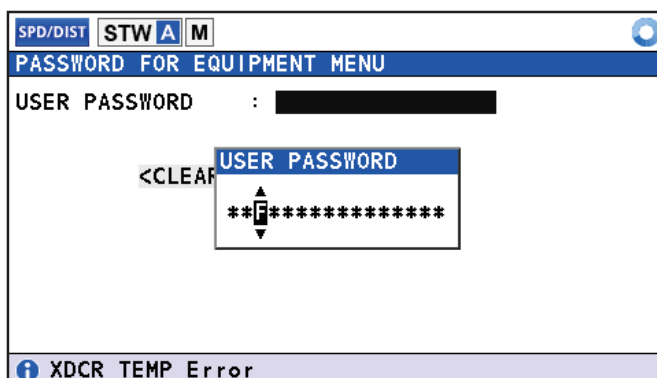 SPD/DIST STW A M
PASSWORD FOR EQUIPMENT MENU
USER PASSWORD :
<CLEAR
USER PASSWORD
**F*************
XDCR TEMP Error